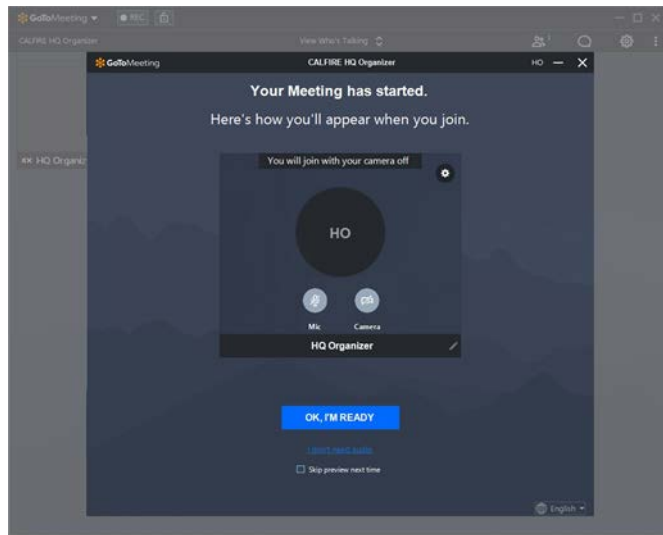 GoToMeeting
REC
CALFIRE HQ Organizer
View Who's Talking
1
HQ Organiz
GoToMeeting
CALFIRE HQ Organizer
HO
Your Meeting has started.
Here's how you'll appear when you join.
You will join with your camera off
HO
Mic
Camera
HQ Organizer
OK, I'M READY
I don't need audio
Skip preview next time
English